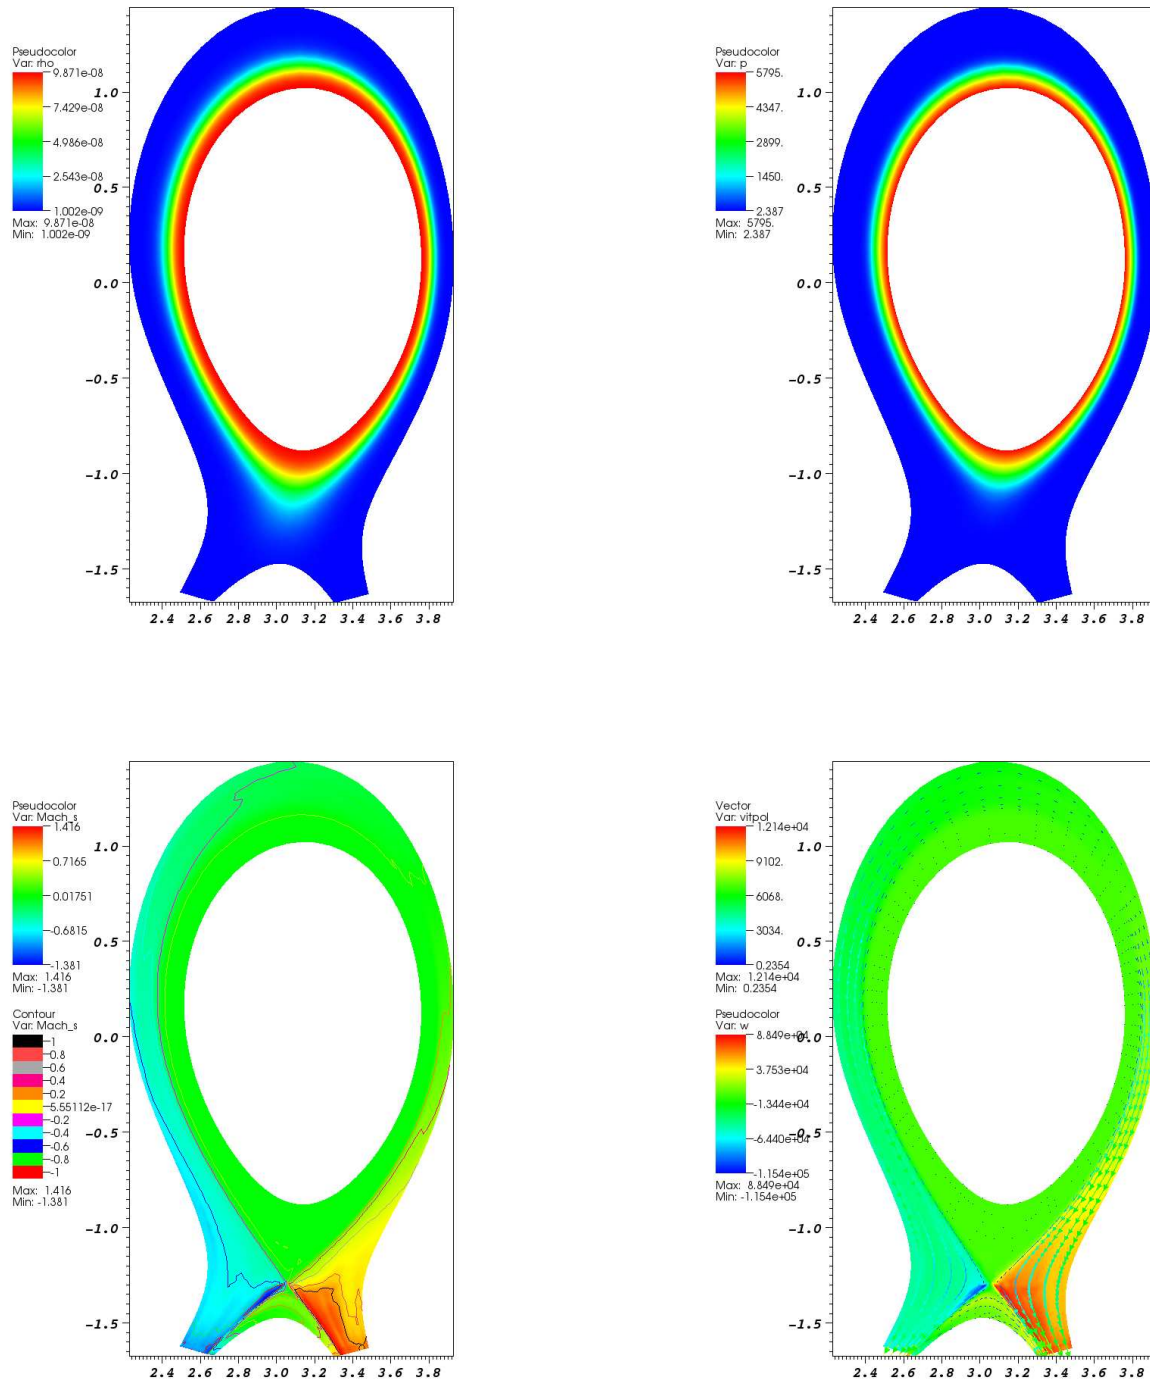 Pseudocolor
Var: rho
9.871e-08
7.429e-08
4.986e-08
2.543e-08
1.002e-09
Max: 9.871e-08
Min: 1.002e-09
1.0
0.5
0.0
-0.5
-1.0
-1.5
2.4 2.6 2.8 3.0 3.2 3.4 3.6 3.8
Pseudocolor
Var: p
5795.
4347.
2899.
1450.
2.387
Max: 5795.
Min: 2.387
1.0
0.5
0.0
-0.5
-1.0
-1.5
2.4 2.6 2.8 3.0 3.2 3.4 3.6 3.8
Pseudocolor
Var: Mach_s
1.416
0.7165
0.01751
-0.6815
-1.381
Max: 1.416
Min: -1.381
Contour
Var: Mach_s
1
0.8
0.6
0.4
0.2
5.55112e-17
-0.2
-0.4
-0.6
-0.8
-1
Max: 1.416
Min: -1.381
1.0
0.5
0.0
-0.5
-1.0
-1.5
2.4 2.6 2.8 3.0 3.2 3.4 3.6 3.8
Vector
Var: vitpol
1.214e+04
9102.
6068.
3034.
0.2354
Max: 1.214e+04
Min: 0.2354
Pseudocolor
Var: w
8.849e+04
3.753e+04
-1.344e+04
-6.440e+04
-1.154e+05
Max: 8.849e+04
Min: -1.154e+05
1.0
0.5
0.0
-0.5
-1.0
-1.5
2.4 2.6 2.8 3.0 3.2 3.4 3.6 3.8